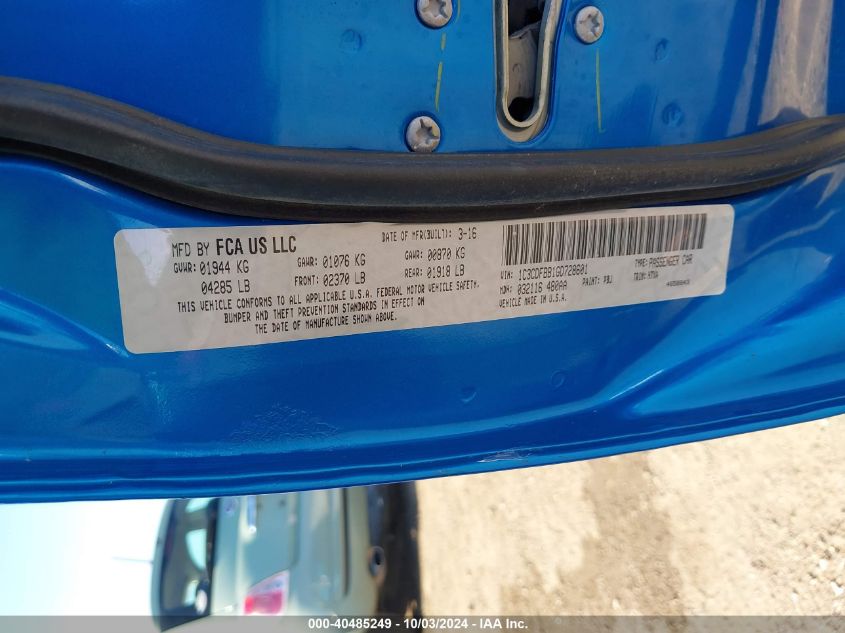 MFD BY FCA US LLC
DATE OF MFR(BUILT): 3-16
GVWR: 01944 KG
GAWR: 01076 KG
GAWR: 00870 KG
04285 LB
FRONT: 02370 LB
REAR: 01918 LB
THIS VEHICLE CONFORMS TO ALL APPLICABLE U.S.A. FEDERAL MOTOR VEHICLE SAFETY,
BUMPER AND THEFT PREVENTION STANDARDS IN EFFECT ON
THE DATE OF MANUFACTURE SHOWN ABOVE.
VIN: 1C3CDFBB1GD728601
TYPE: PASSENGER CAR
MDH: 032116 480AA
PAINT: PBJ
TRIM:
VEHICLE MADE IN U.S.A.
000-40485249 - 10/03/2024 - IAA Inc.